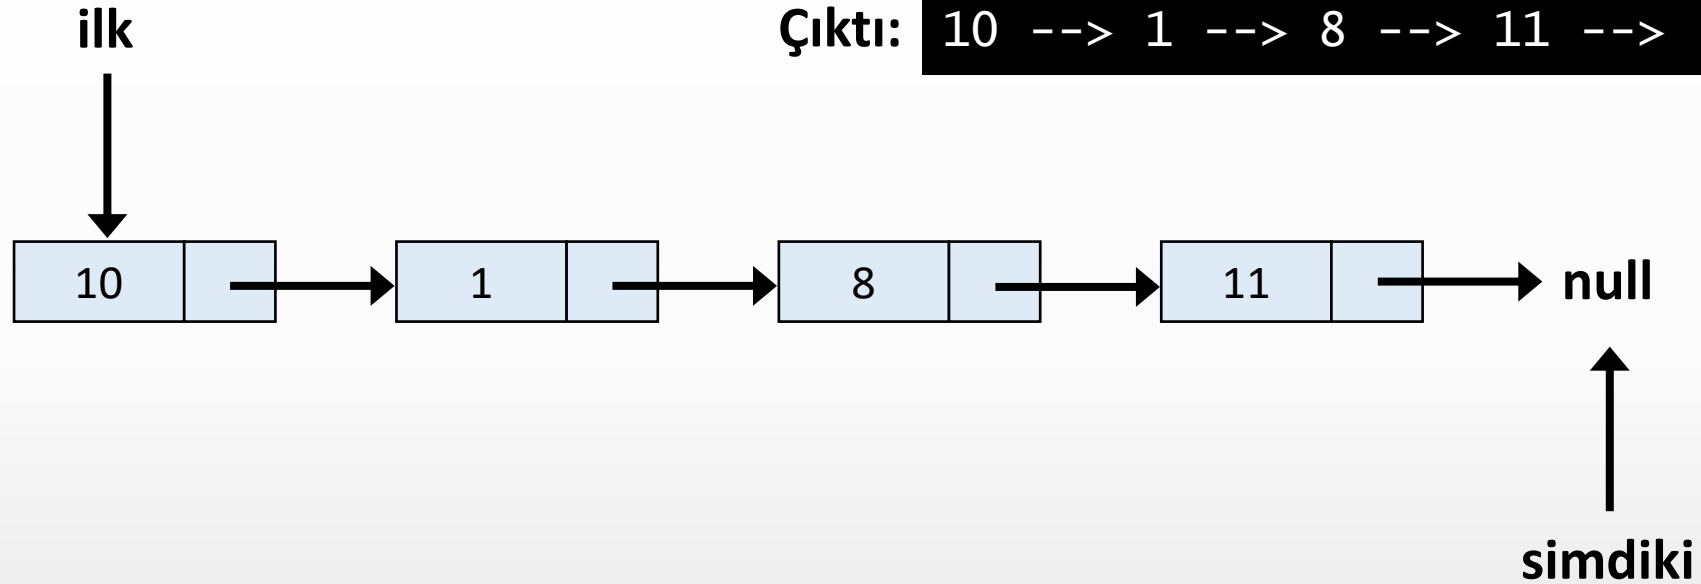 ilk
Çıktı: 10 --> 1 --> 8 --> 11 -->
10 1 8 11 null
simdiki